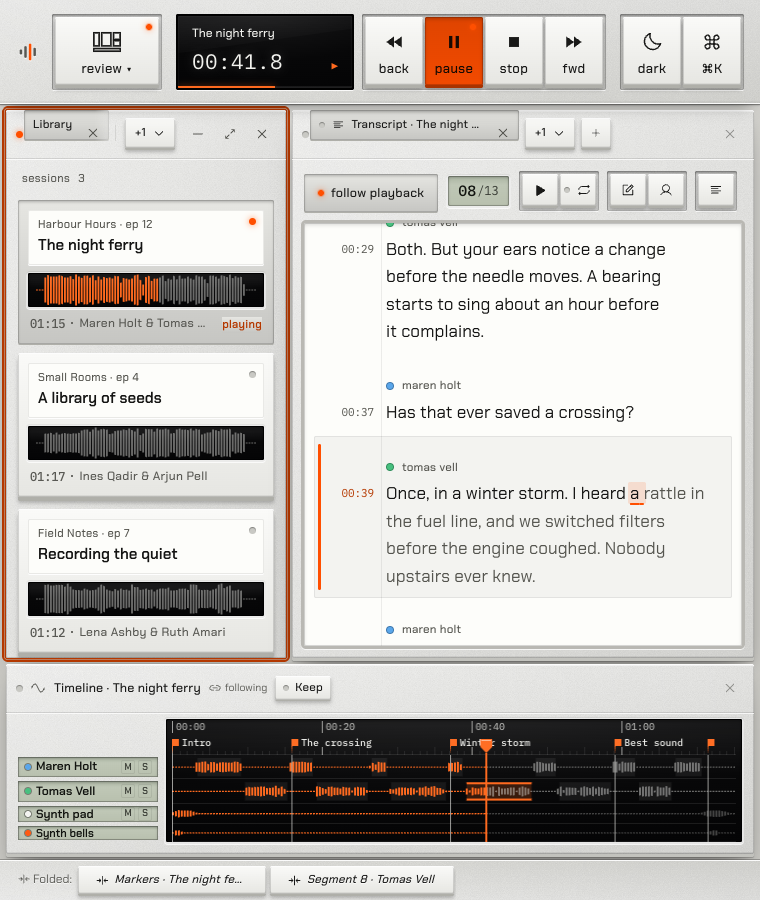 The night ferry
00:41.8
review
back
pause
stop
fwd
dark
⌘K
Library
+1
Transcript · The night ...
+1
sessions 3
follow playback
08/13
Harbour Hours · ep 12
The night ferry
01:15 · Maren Holt & Tomas ...
playing
Small Rooms · ep 4
A library of seeds
01:17 · Ines Qadir & Arjun Pell
Field Notes · ep 7
Recording the quiet
01:12 · Lena Ashby & Ruth Amari
tomas vell
00:29
Both. But your ears notice a change
before the needle moves. A bearing
starts to sing about an hour before
it complains.
maren holt
00:37
Has that ever saved a crossing?
tomas vell
00:39
Once, in a winter storm. I heard a rattle in
the fuel line, and we switched filters
before the engine coughed. Nobody
upstairs ever knew.
maren holt
Timeline · The night ferry
following
Keep
00:00
00:20
00:40
01:00
Intro
The crossing
Winter storm
Best sound
Maren Holt M S
Tomas Vell M S
Synth pad M S
Synth bells
Folded:
Markers · The night fe...
Segment 8 · Tomas Vell